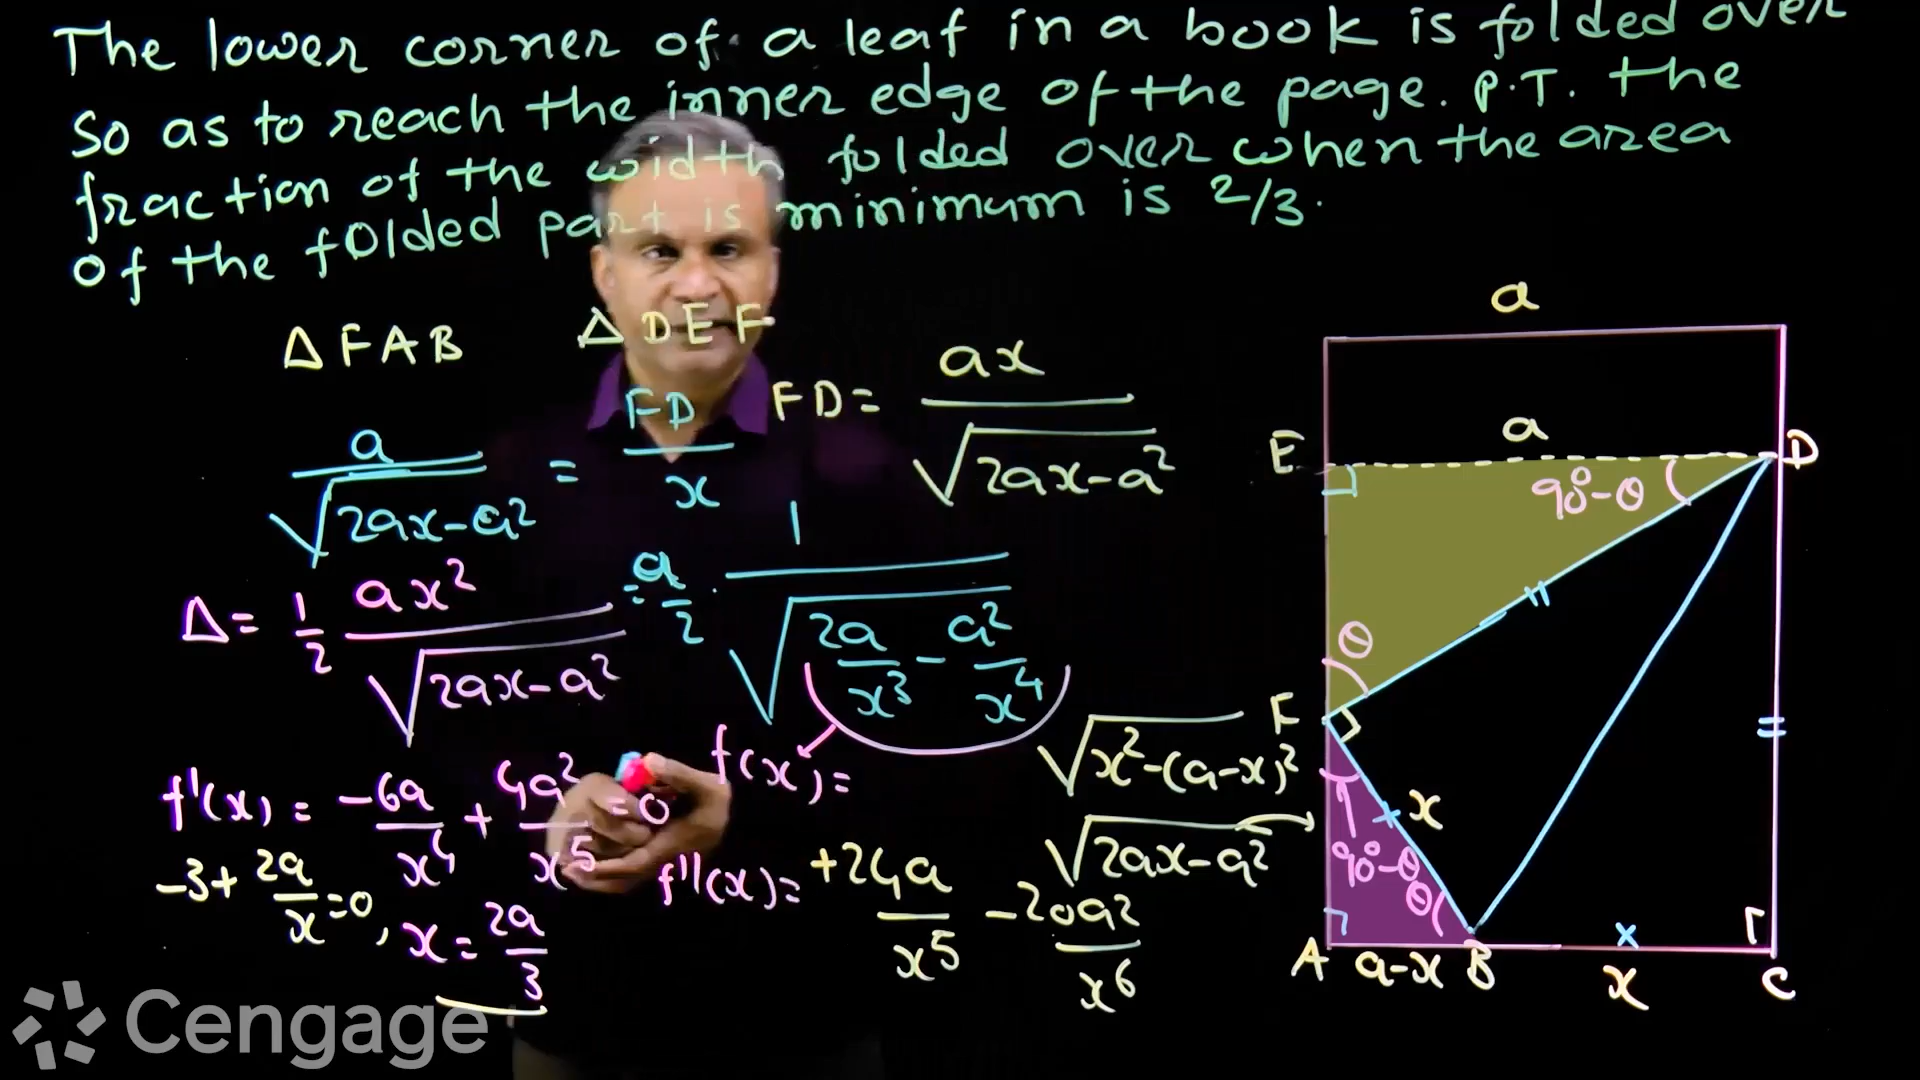 The lower corner of a leaf in a book is folded over
so as to reach the inner edge of the page. P.T. the
fraction of the width folded over when the area
of the folded part is minimum is 2/3.
Δ FAB Δ DEF
a/√(2ax-a²) = FD/x FD = ax/√(2ax-a²)
Δ = 1/2 ax²/√(2ax-a²) = a/2 · 1/√(2a/x³ - a²/x⁴)
f(x) =
f'(x) = -6a/x⁴ + 4a²/x⁵ = 0
-3 + 2a/x = 0, x = 2a/3
f''(x) = +24a/x⁵ - 20a²/x⁶
√(x²-(a-x)²)
√(2ax-a²)
a
E a D
90°-θ
θ
F
x
90°-θ
θ
A a-x B x C
Cengage